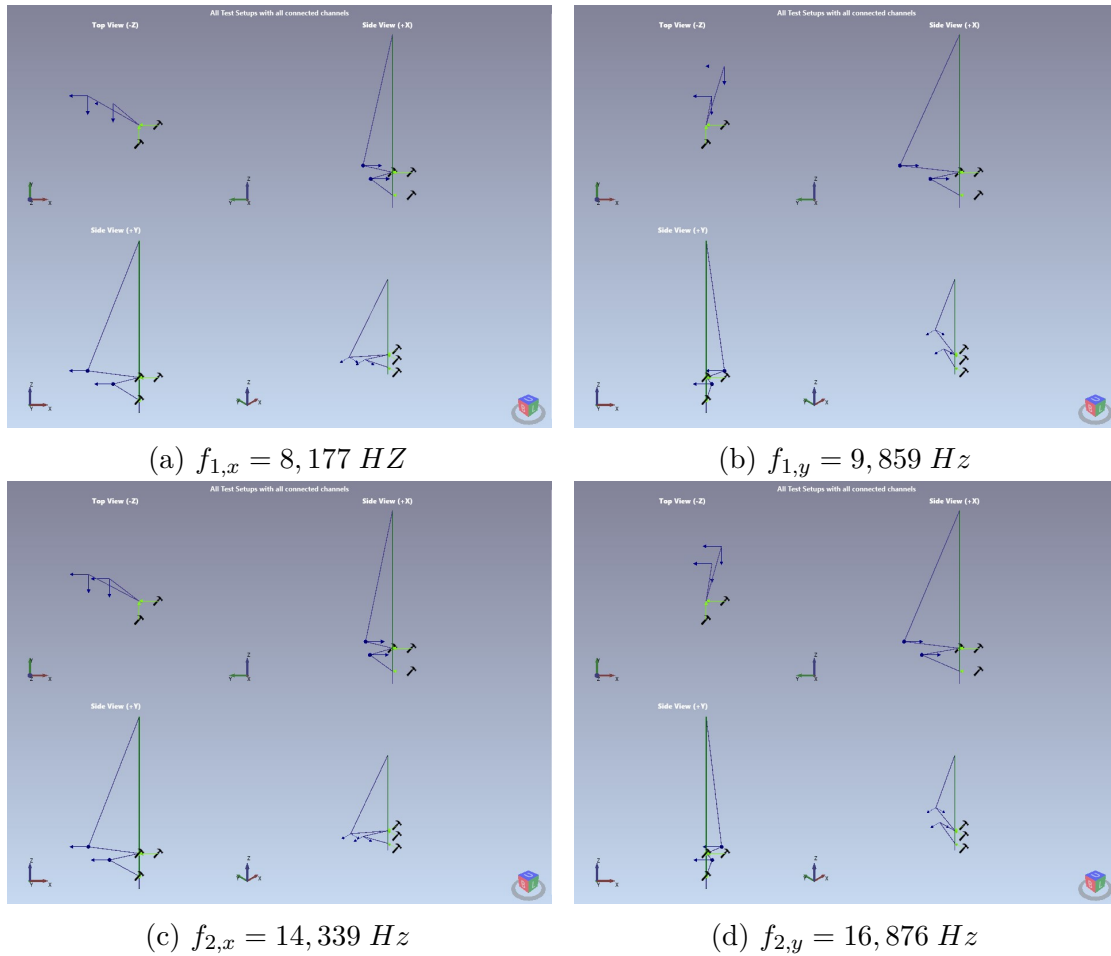 All Test Setups with all connected channels
Top View (-Z)
Side View (+X)
Y
Z
X
Z
Y
X
Side View (+Y)
Z
Y
X
Z
Y
X
(a) f1,x = 8,177 HZ
All Test Setups with all connected channels
Top View (-Z)
Side View (+X)
Y
Z
X
Z
Y
X
Side View (+Y)
Z
Y
X
Z
Y
X
(b) f1,y = 9,859 Hz
All Test Setups with all connected channels
Top View (-Z)
Side View (+X)
Y
Z
X
Z
Y
X
Side View (+Y)
Z
Y
X
Z
Y
X
(c) f2,x = 14,339 Hz
All Test Setups with all connected channels
Top View (-Z)
Side View (+X)
Y
Z
X
Z
Y
X
Side View (+Y)
Z
Y
X
Z
Y
X
(d) f2,y = 16,876 Hz